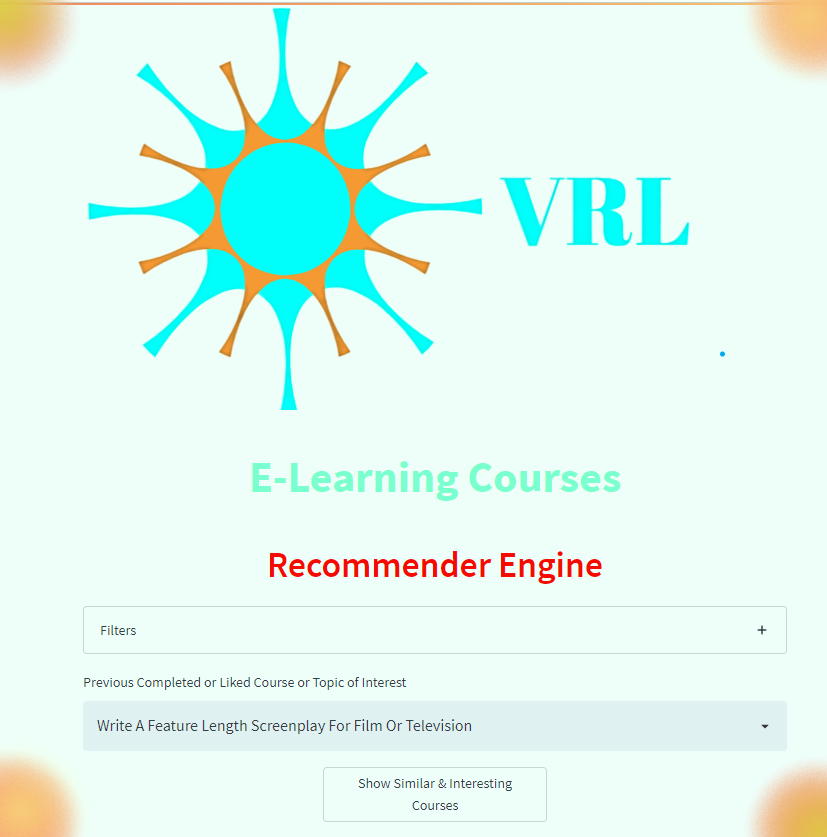 VRL
E-Learning Courses
Recommender Engine
Filters +
Previous Completed or Liked Course or Topic of Interest
Write A Feature Length Screenplay For Film Or Television
Show Similar & Interesting
Courses